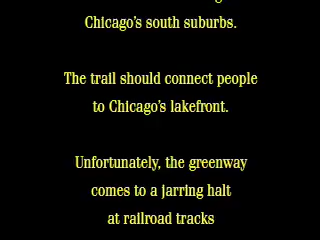 Chicago's south suburbs.
The trail should connect people
to Chicago's lakefront.
Unfortunately, the greenway
comes to a jarring halt
at railroad tracks